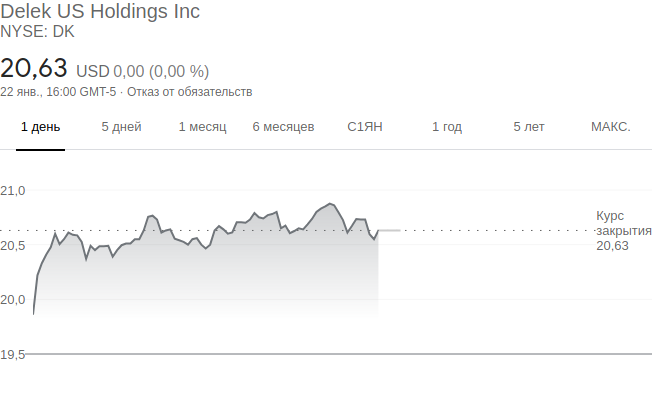 Delek US Holdings Inc
NYSE: DK
20,63 USD 0,00 (0,00 %)
22 янв., 16:00 GMT-5 · Отказ от обязательств
1 день 5 дней 1 месяц 6 месяцев С1ЯН 1 год 5 лет МАКС.
21,0
Курс
закрытия
20,63
20,5
20,0
19,5